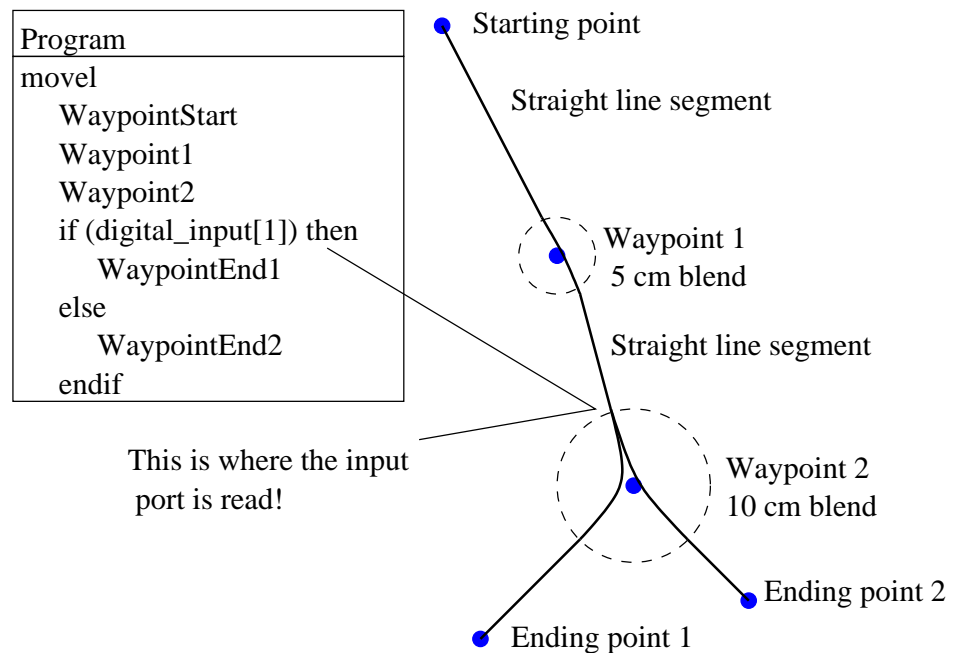 Program
movel
WaypointStart
Waypoint1
Waypoint2
if (digital_input[1]) then
WaypointEnd1
else
WaypointEnd2
endif
Starting point
Straight line segment
Waypoint 1
5 cm blend
Straight line segment
This is where the input
port is read!
Waypoint 2
10 cm blend
Ending point 2
Ending point 1